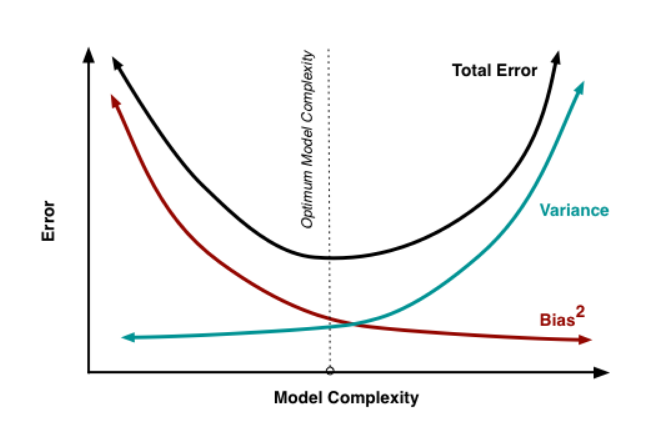 Total Error
Optimum Model Complexity
Error
Variance
Bias²
Model Complexity